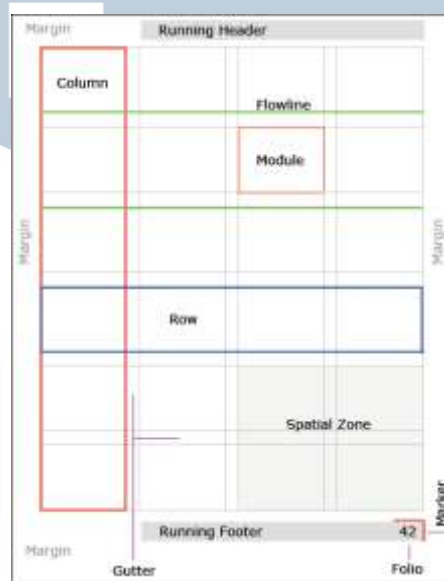 Margin
Running Header
Column
Flowline
Module
Margin
Margin
Row
Spatial Zone
Marker
Running Footer
42
Margin
Gutter
Folio